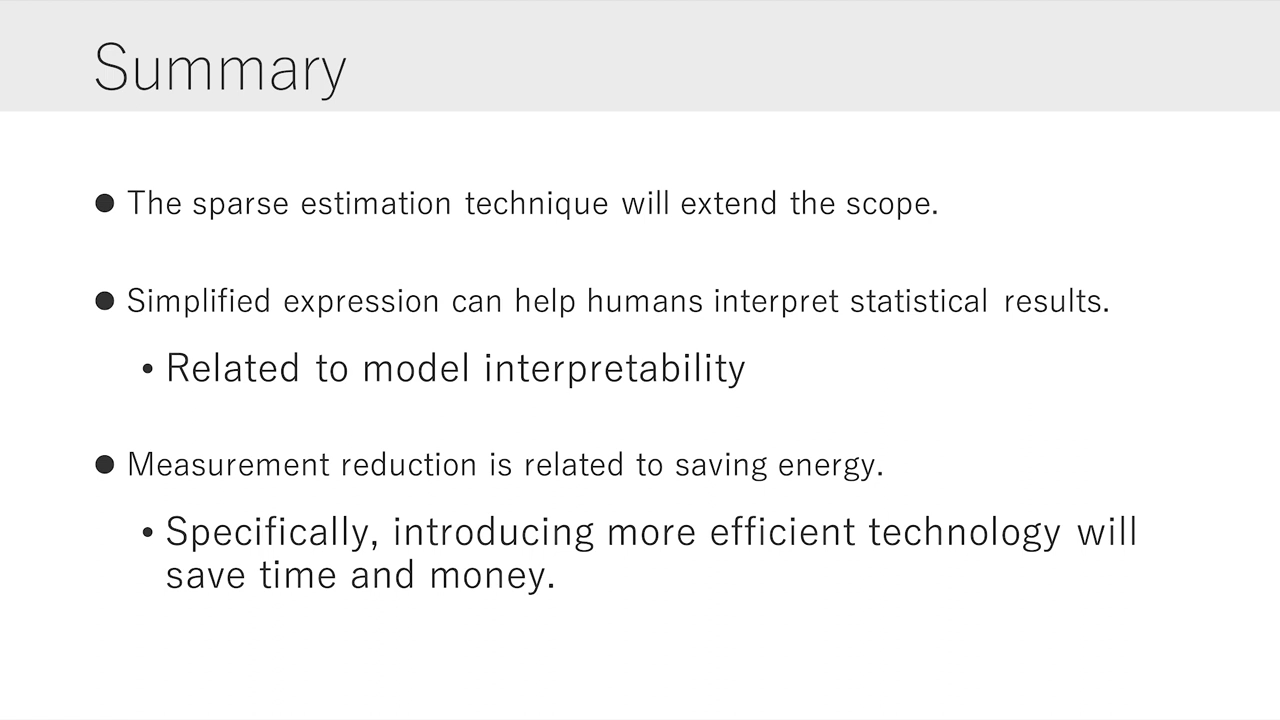 Summary
● The sparse estimation technique will extend the scope.
● Simplified expression can help humans interpret statistical results.
• Related to model interpretability
● Measurement reduction is related to saving energy.
• Specifically, introducing more efficient technology will
save time and money.